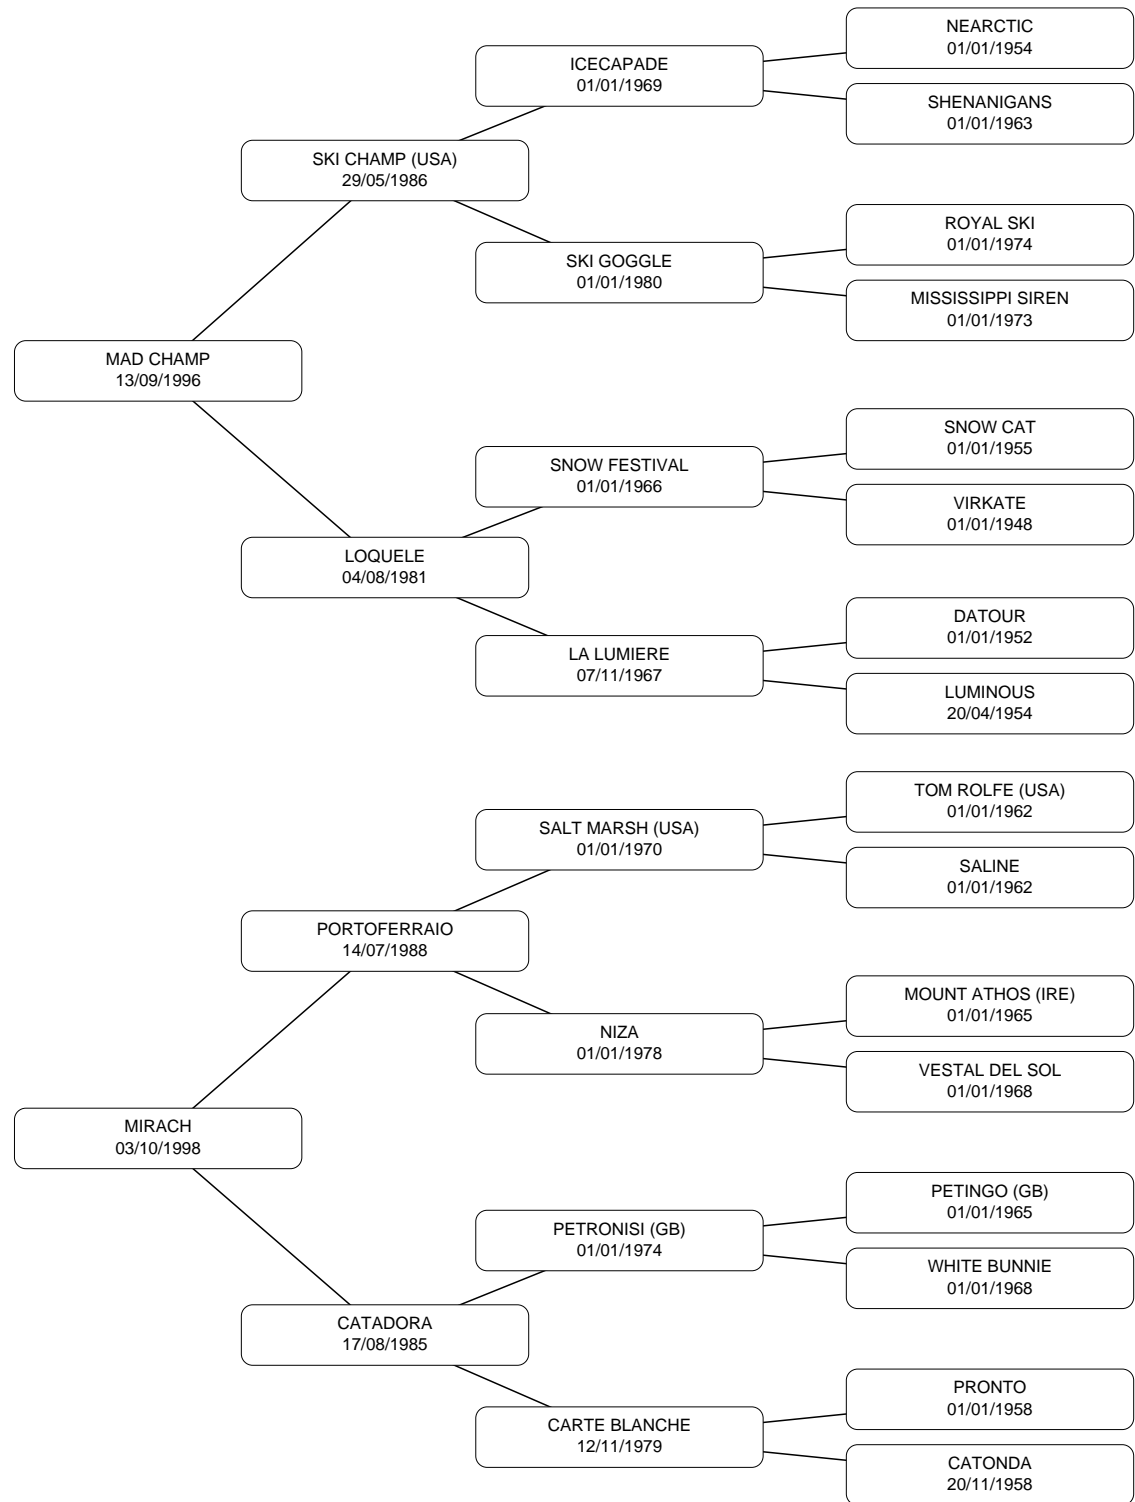 NEARCTIC
01/01/1954
ICECAPADE
01/01/1969
SHENANIGANS
01/01/1963
SKI CHAMP (USA)
29/05/1986
ROYAL SKI
01/01/1974
SKI GOGGLE
01/01/1980
MISSISSIPPI SIREN
01/01/1973
MAD CHAMP
13/09/1996
SNOW CAT
01/01/1955
SNOW FESTIVAL
01/01/1966
VIRKATE
01/01/1948
LOQUELE
04/08/1981
DATOUR
01/01/1952
LA LUMIERE
07/11/1967
LUMINOUS
20/04/1954
TOM ROLFE (USA)
01/01/1962
SALT MARSH (USA)
01/01/1970
SALINE
01/01/1962
PORTOFERRAIO
14/07/1988
MOUNT ATHOS (IRE)
01/01/1965
NIZA
01/01/1978
VESTAL DEL SOL
01/01/1968
MIRACH
03/10/1998
PETINGO (GB)
01/01/1965
PETRONISI (GB)
01/01/1974
WHITE BUNNIE
01/01/1968
CATADORA
17/08/1985
PRONTO
01/01/1958
CARTE BLANCHE
12/11/1979
CATONDA
20/11/1958